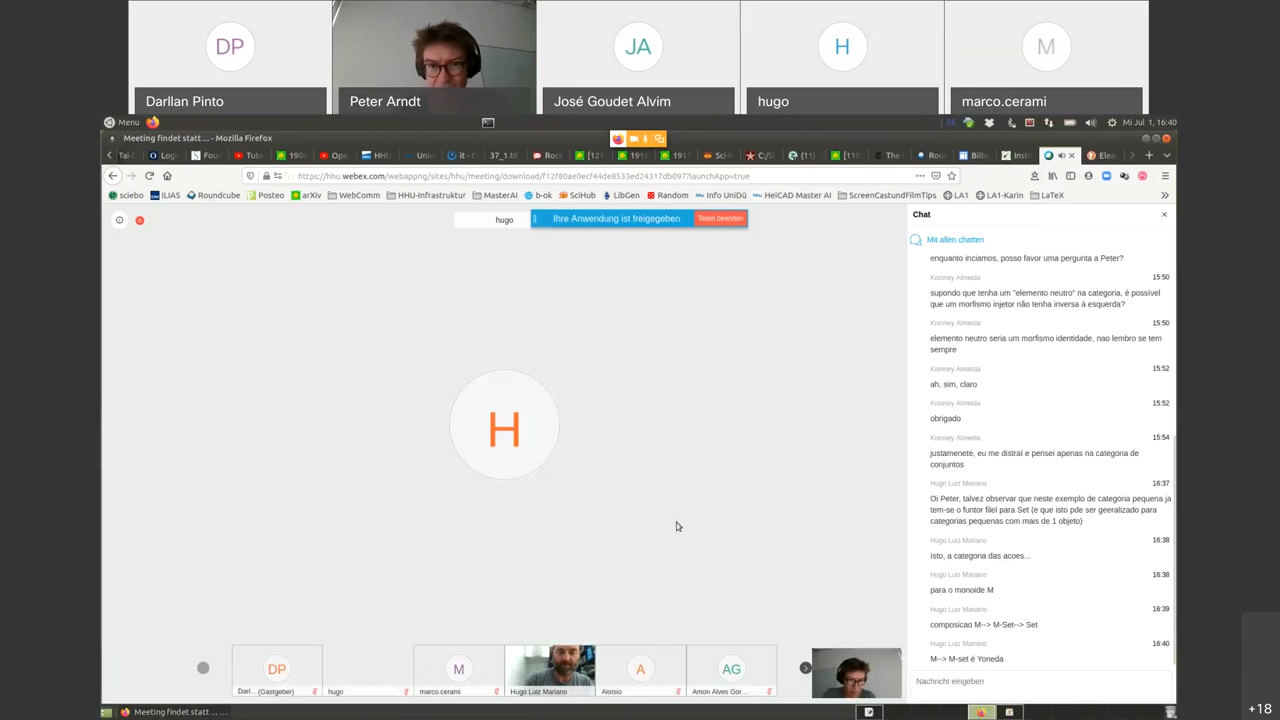 DP
JA
H
M
Darllan Pinto
Peter Arndt
José Goudet Alvim
hugo
marco.cerami
Menu
Mi Jul 1, 16:40
Meeting findet statt ... - Mozilla Firefox
https://hhu.webex.com/webappng/sites/hhu/meeting/download/f12f80ae0ecf44de8533ed24317db097?launchApp=true
sciebo ILIAS Roundcube Posteo arXiv WebComm HHU-Infrastruktur MasterAI b-ok SciHub LibGen Random Info UniDü HeiCAD Master AI ScreenCastundFilmTips LA1 LA1-Karin LaTeX
hugo
Ihre Anwendung ist freigegeben
Teilen beenden
Chat
Mit allen chatten
enquanto inciamos, posso favor uma pergunta a Peter?
Kisnney Almeida 15:50
supondo que tenha um "elemento neutro" na categoria, é possível
que um morfismo injetor não tenha inversa à esquerda?
Kisnney Almeida 15:50
elemento neutro seria um morfismo identidade, nao lembro se tem
sempre
Kisnney Almeida 15:52
ah, sim, claro
Kisnney Almeida 15:52
obrigado
Kisnney Almeida 15:54
justamenete, eu me distraí e pensei apenas na categoria de
conjuntos
Hugo Luiz Mariano 16:37
Oi Peter, talvez observar que neste exemplo de categoria pequena ja
tem-se o funtor filel para Set (e que isto pde ser geeralizado para
categorias pequenas com mais de 1 objeto)
Hugo Luiz Mariano 16:38
Isto, a categoria das acoes...
Hugo Luiz Mariano 16:38
para o monoide M
Hugo Luiz Mariano 16:39
composicao M--> M-Set--> Set
Hugo Luiz Mariano 16:40
M--> M-set é Yoneda
Nachricht eingeben
H
DP
M
A
AG
Darl... (Gastgeber)
hugo
marco.cerami
Hugo Luiz Mariano
Aloisio
Amon Alves Gor...
Meeting findet statt ... - ...
+18